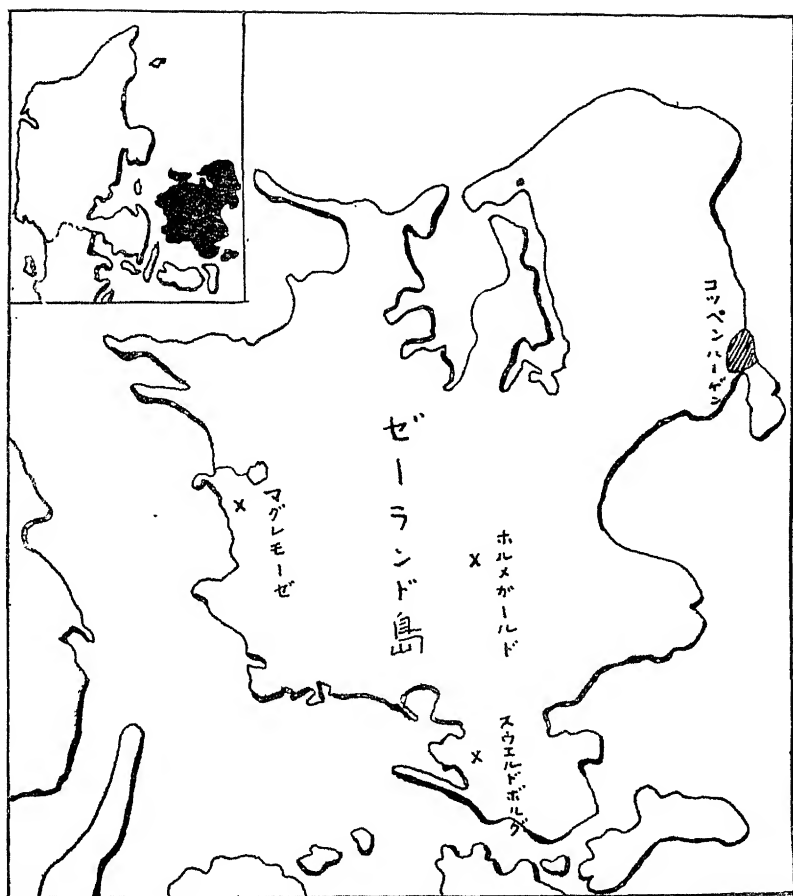 コッペンハーゲン
ゼーランド島
ホルメガールド
マグレモーゼ
スウエルドボルグ